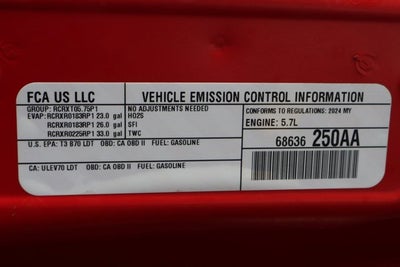 FCA US LLC
VEHICLE EMISSION CONTROL INFORMATION
GROUP: RCRXT05.75P1
EVAP: RCRXR0183RP1 23.0 gal
RCRXR0183RP1 26.0 gal
RCRXR0225RP1 33.0 gal
NO ADJUSTMENTS NEEDED
HO2S
SFI
TWC
CONFORMS TO REGULATIONS: 2024 MY
ENGINE: 5.7L
U.S. EPA: T3 B70 LDT OBD: CA OBD II FUEL: GASOLINE
CA: ULEV70 LDT OBD: CA OBD II FUEL: GASOLINE
68636 250AA